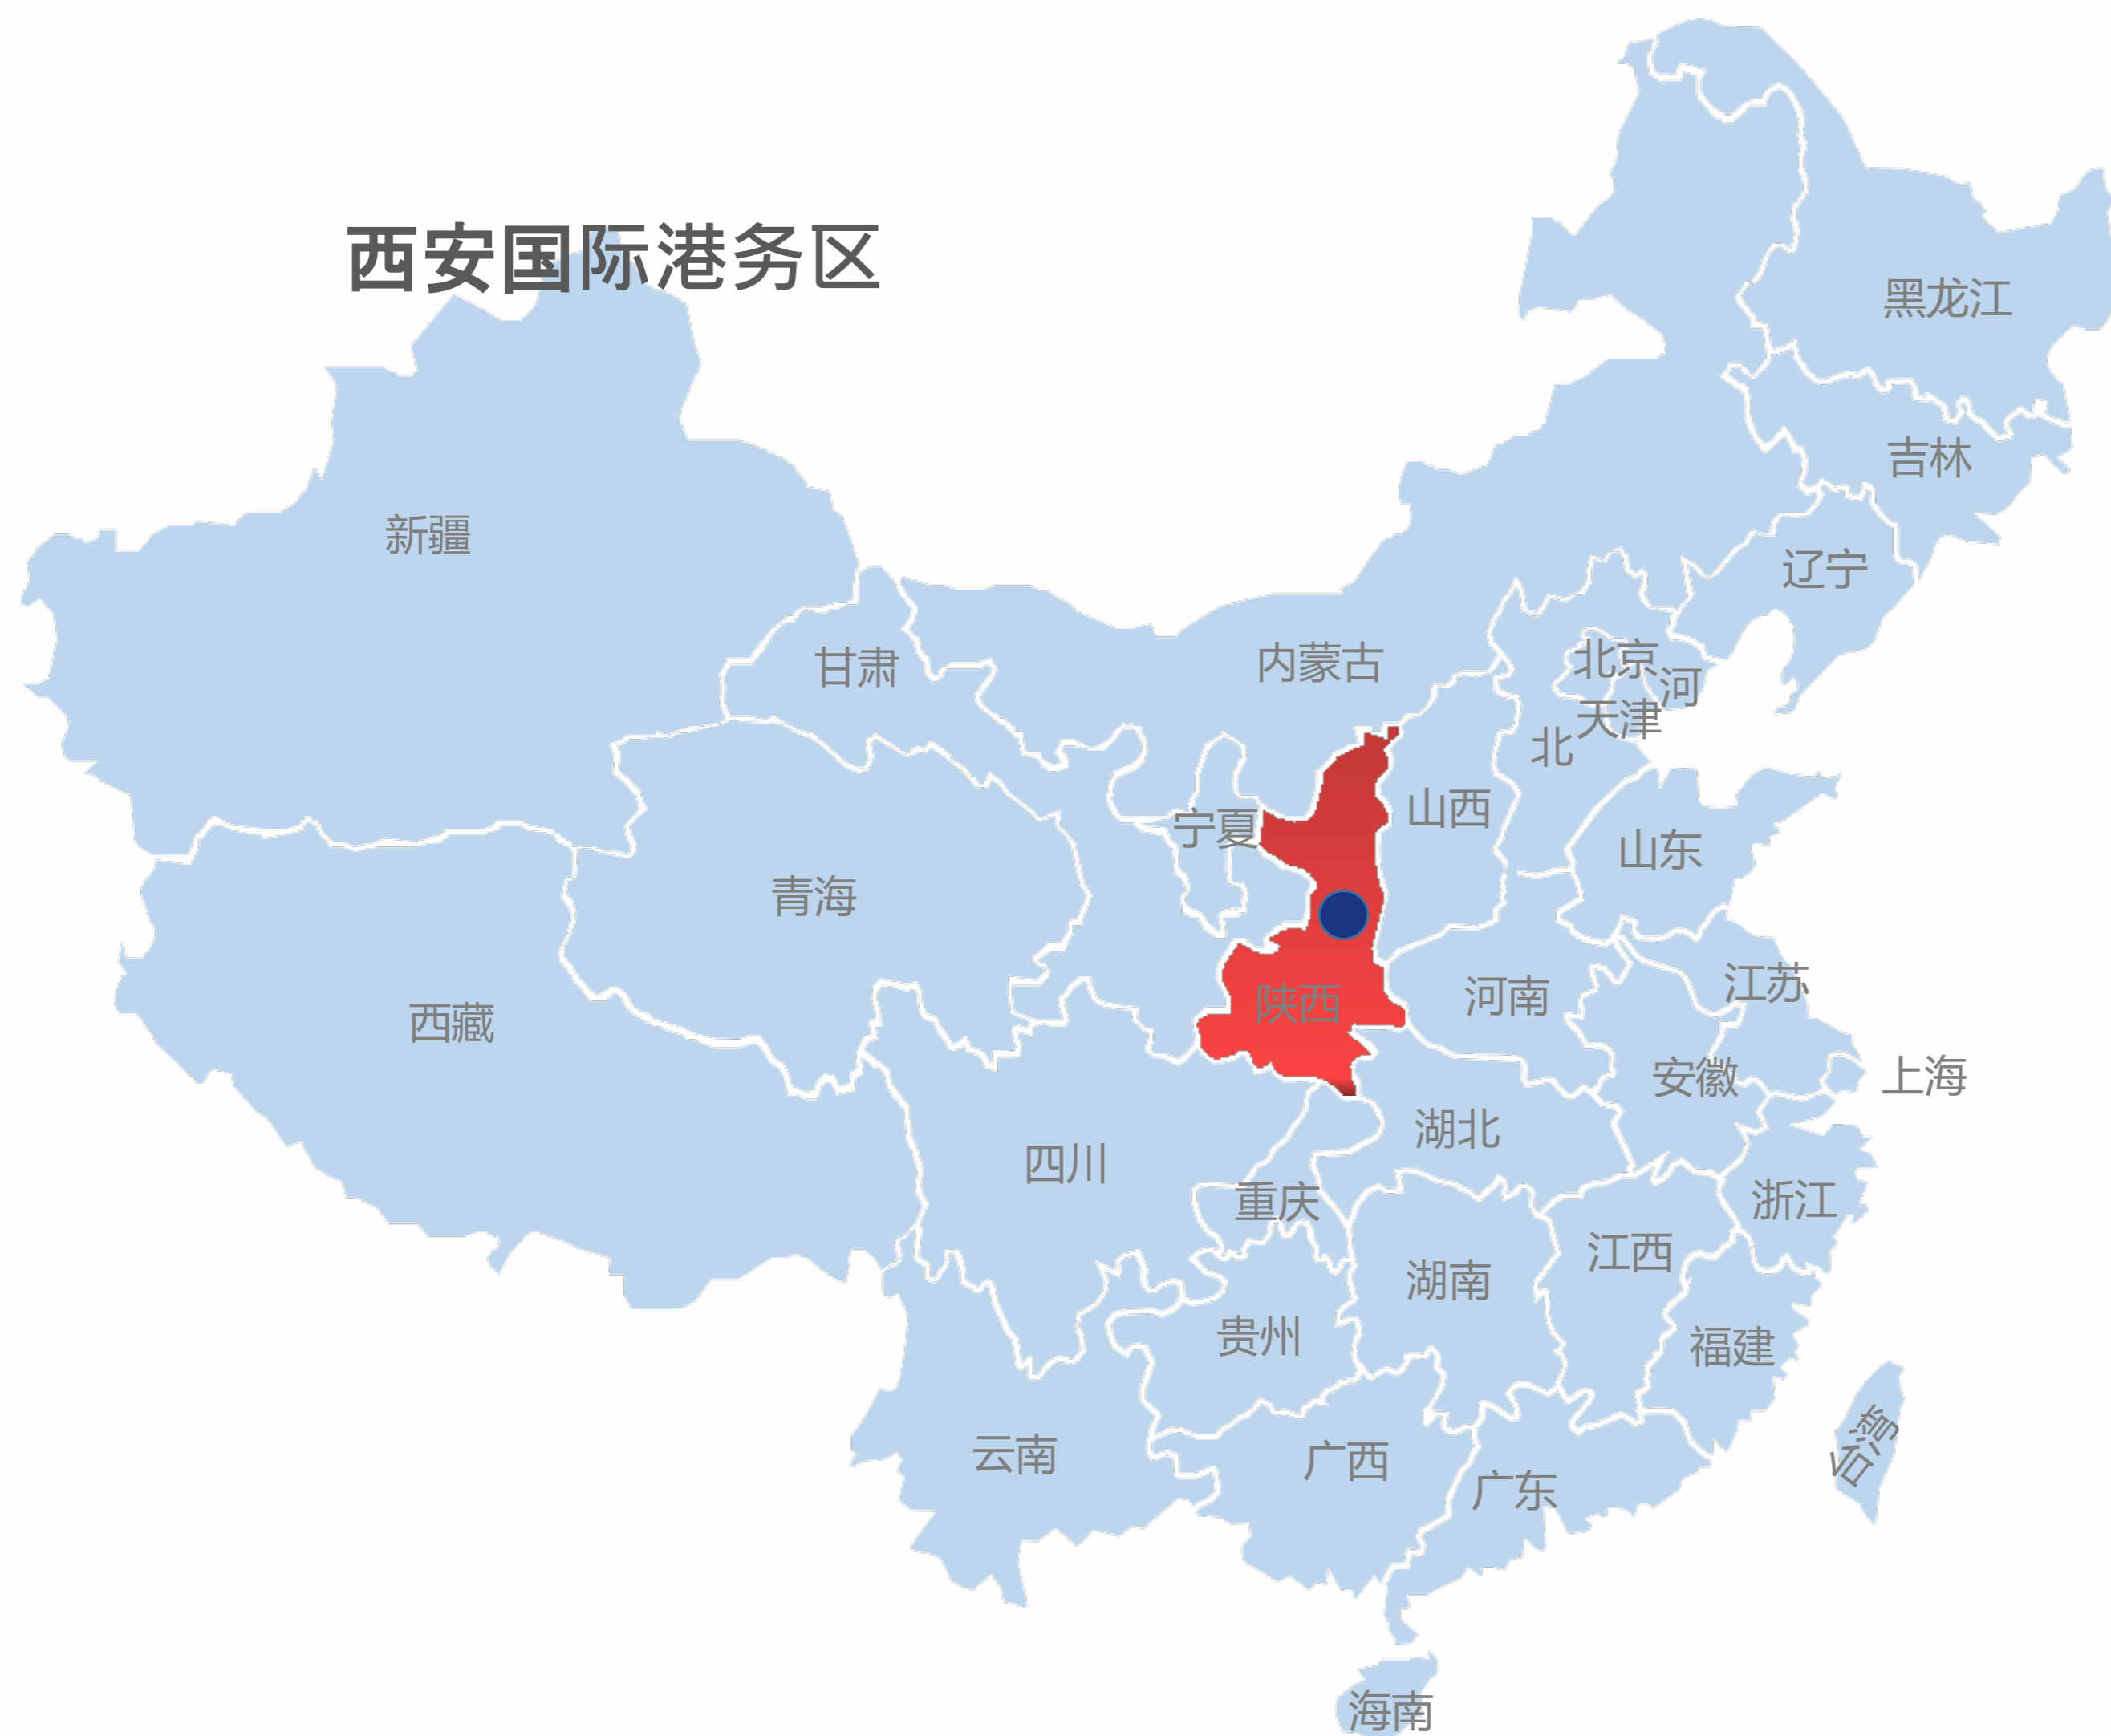 西安国际港务区
黑龙江
吉林
新疆
辽宁
内蒙古
北京
甘肃
河
天津
北
山西
宁夏
山东
青海
江苏
河南
陕西
西藏
上海
安徽
湖北
四川
浙江
重庆
江西
湖南
贵州
福建
台湾
云南
广西
广东
海南